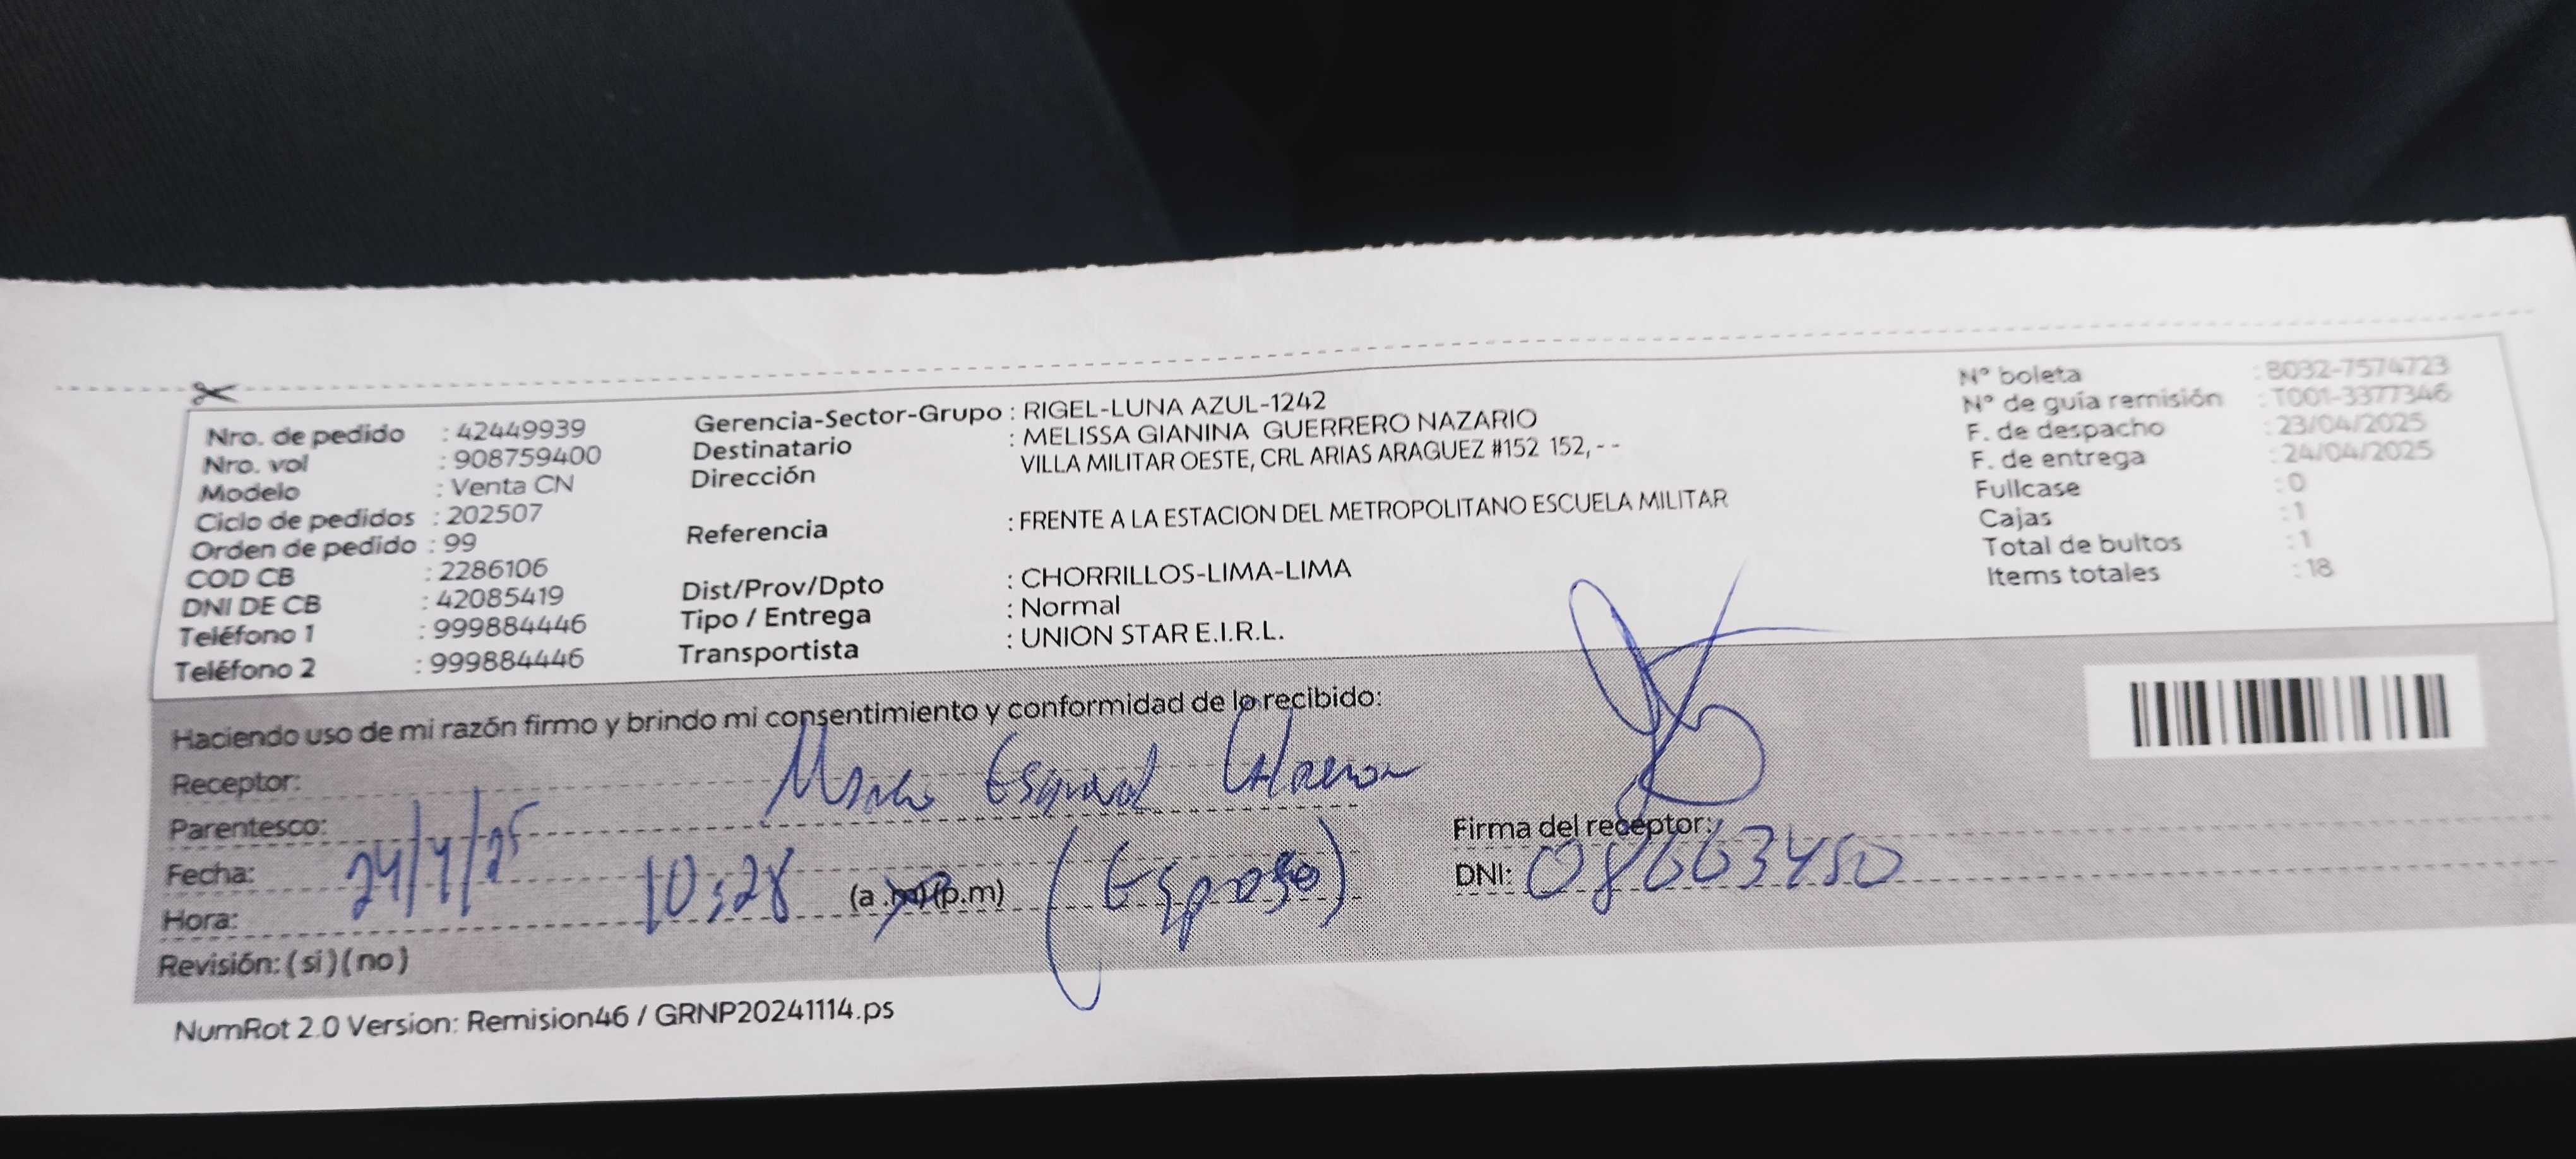 Nro. de pedido : 42449939
Nro. vol : 908759400
Modelo : Venta CN
Ciclo de pedidos : 202507
Orden de pedido : 99
COD CB : 2286106
DNI DE CB : 42085419
Teléfono 1 : 999884446
Teléfono 2 : 999884446
Gerencia-Sector-Grupo : RIGEL-LUNA AZUL-1242
Destinatario : MELISSA GIANINA GUERRERO NAZARIO
Dirección VILLA MILITAR OESTE, CRL ARIAS ARAGUEZ #152 152, - -
Referencia : FRENTE A LA ESTACION DEL METROPOLITANO ESCUELA MILITAR
Dist/Prov/Dpto : CHORRILLOS-LIMA-LIMA
Tipo / Entrega : Normal
Transportista : UNION STAR E.I.R.L.
N° boleta : B032-7574723
N° de guía remisión : T001-3377346
F. de despacho : 23/04/2025
F. de entrega : 24/04/2025
Fullcase : 0
Cajas : 1
Total de bultos : 1
Items totales : 18
Haciendo uso de mi razón firmo y brindo mi consentimiento y conformidad de lo recibido:
Receptor:
Parentesco: (Esposo)
Fecha: 24/4/25
Hora: 10:28 (a.m)(p.m)
Revisión: (si)(no)
Firma del receptor:
DNI: 08663450
NumRot 2.0 Version: Remision46 / GRNP20241114.ps